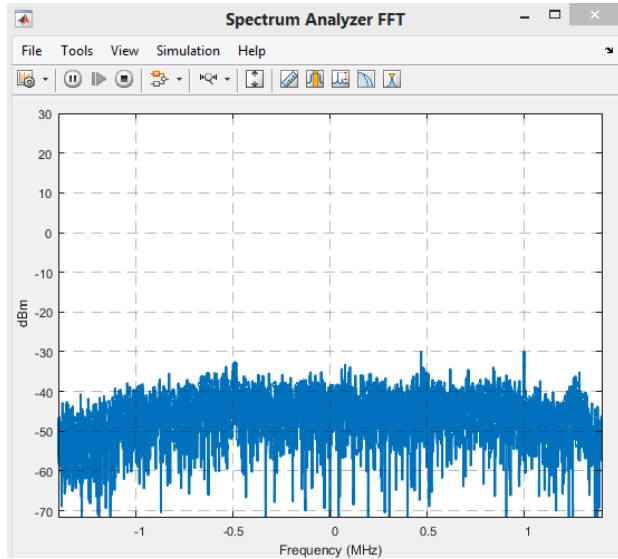 Spectrum Analyzer FFT
File Tools View Simulation Help
30
20
10
0
-10
-20
-30
-40
-50
-60
-70
dBm
-1 -0.5 0 0.5 1
Frequency (MHz)